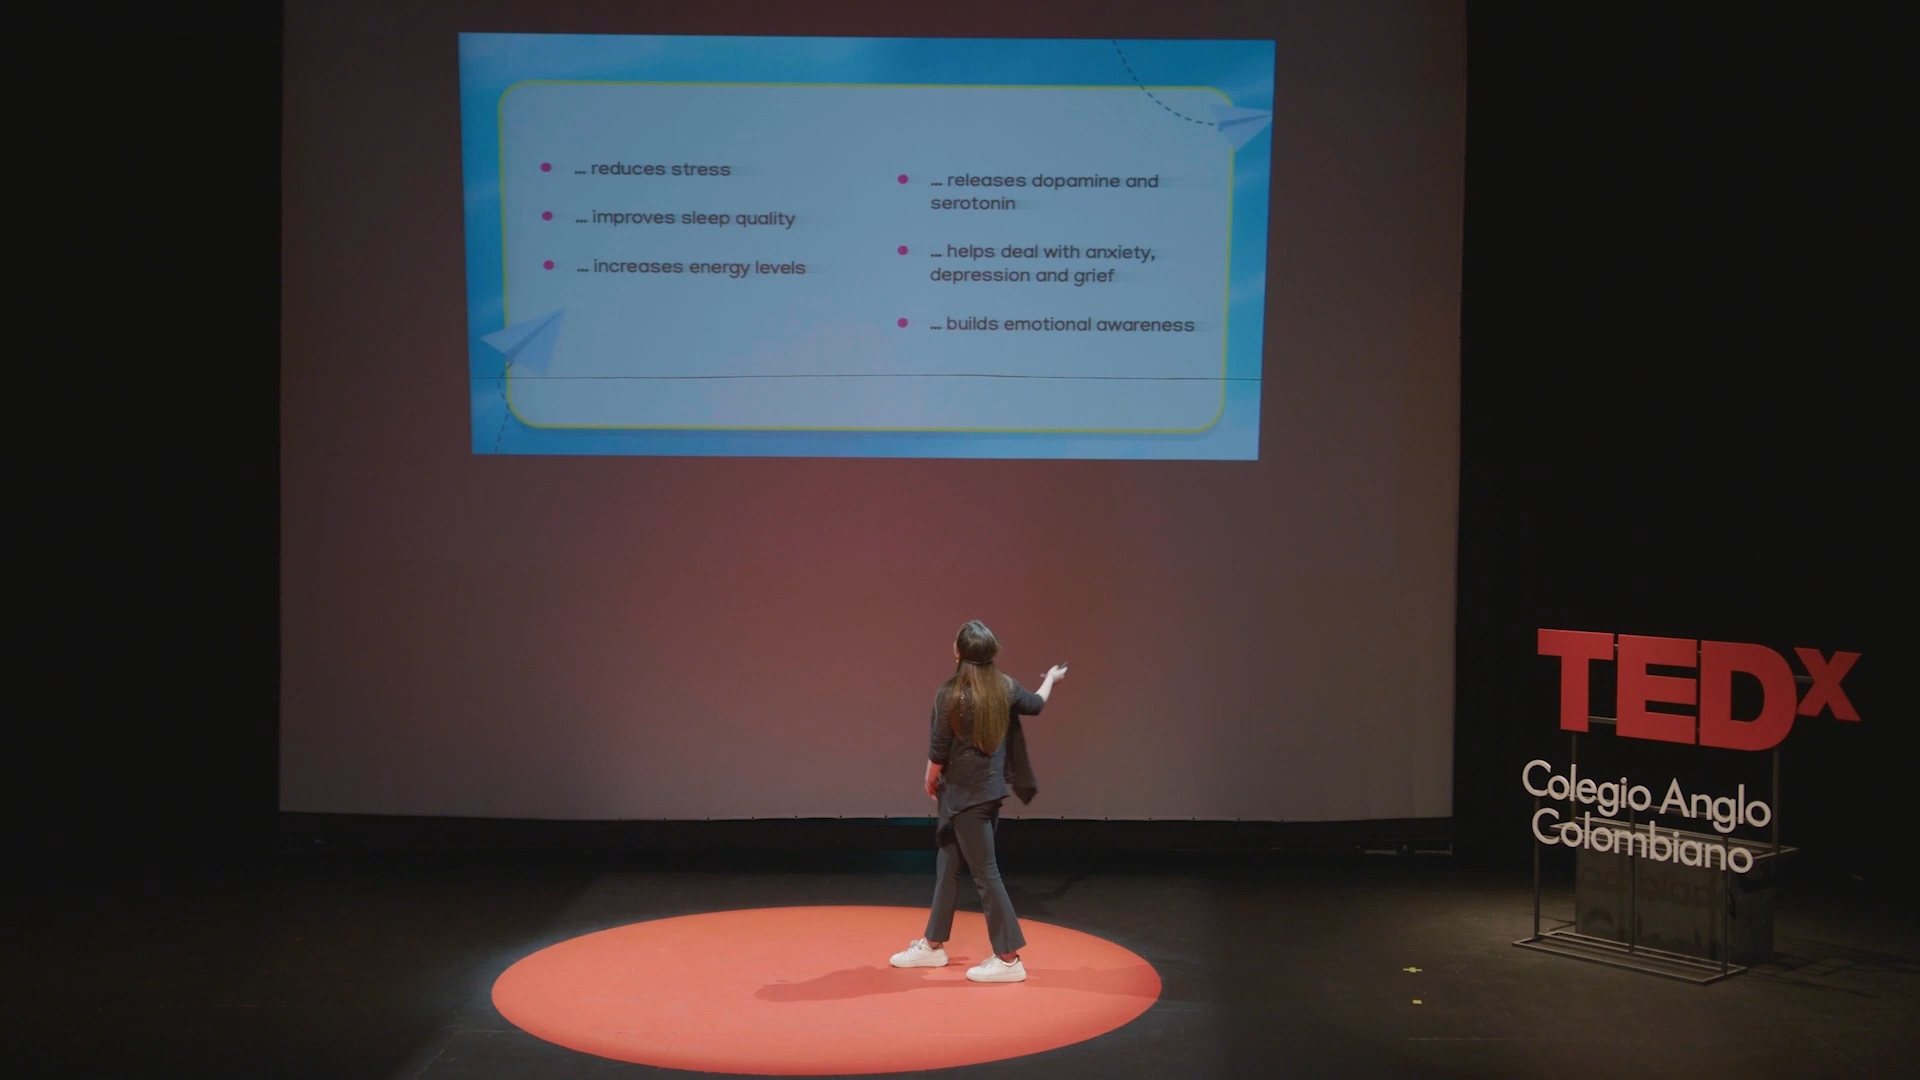 ... reduces stress
... improves sleep quality
... increases energy levels
... releases dopamine and
serotonin
... helps deal with anxiety,
depression and grief
... builds emotional awareness
TEDx
Colegio Anglo
Colombiano